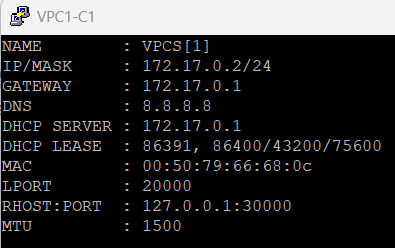 VPC1-C1
NAME        : VPCS[1]
IP/MASK     : 172.17.0.2/24
GATEWAY     : 172.17.0.1
DNS         : 8.8.8.8
DHCP SERVER : 172.17.0.1
DHCP LEASE  : 86391, 86400/43200/75600
MAC         : 00:50:79:66:68:0c
LPORT       : 20000
RHOST:PORT  : 127.0.0.1:30000
MTU         : 1500